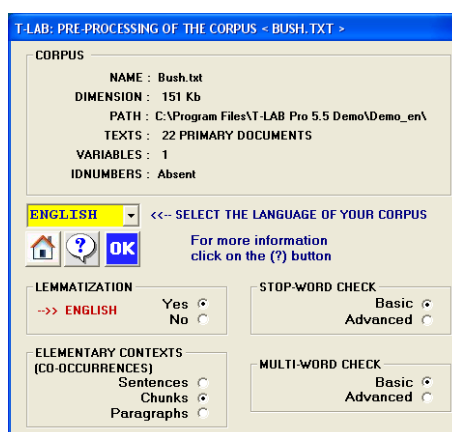 T-LAB: PRE-PROCESSING OF THE CORPUS < BUSH.TXT >
CORPUS
NAME : Bush.txt
DIMENSION : 151 Kb
PATH : C:\Program Files\T-LAB Pro 5.5 Demo\Demo_en\
TEXTS : 22 PRIMARY DOCUMENTS
VARIABLES : 1
IDNUMBERS : Absent
ENGLISH <<-- SELECT THE LANGUAGE OF YOUR CORPUS
? OK
For more information
click on the (?) button
LEMMATIZATION
-->> ENGLISH
Yes
No
STOP-WORD CHECK
Basic
Advanced
ELEMENTARY CONTEXTS
(CO-OCCURRENCES)
Sentences
Chunks
Paragraphs
MULTI-WORD CHECK
Basic
Advanced